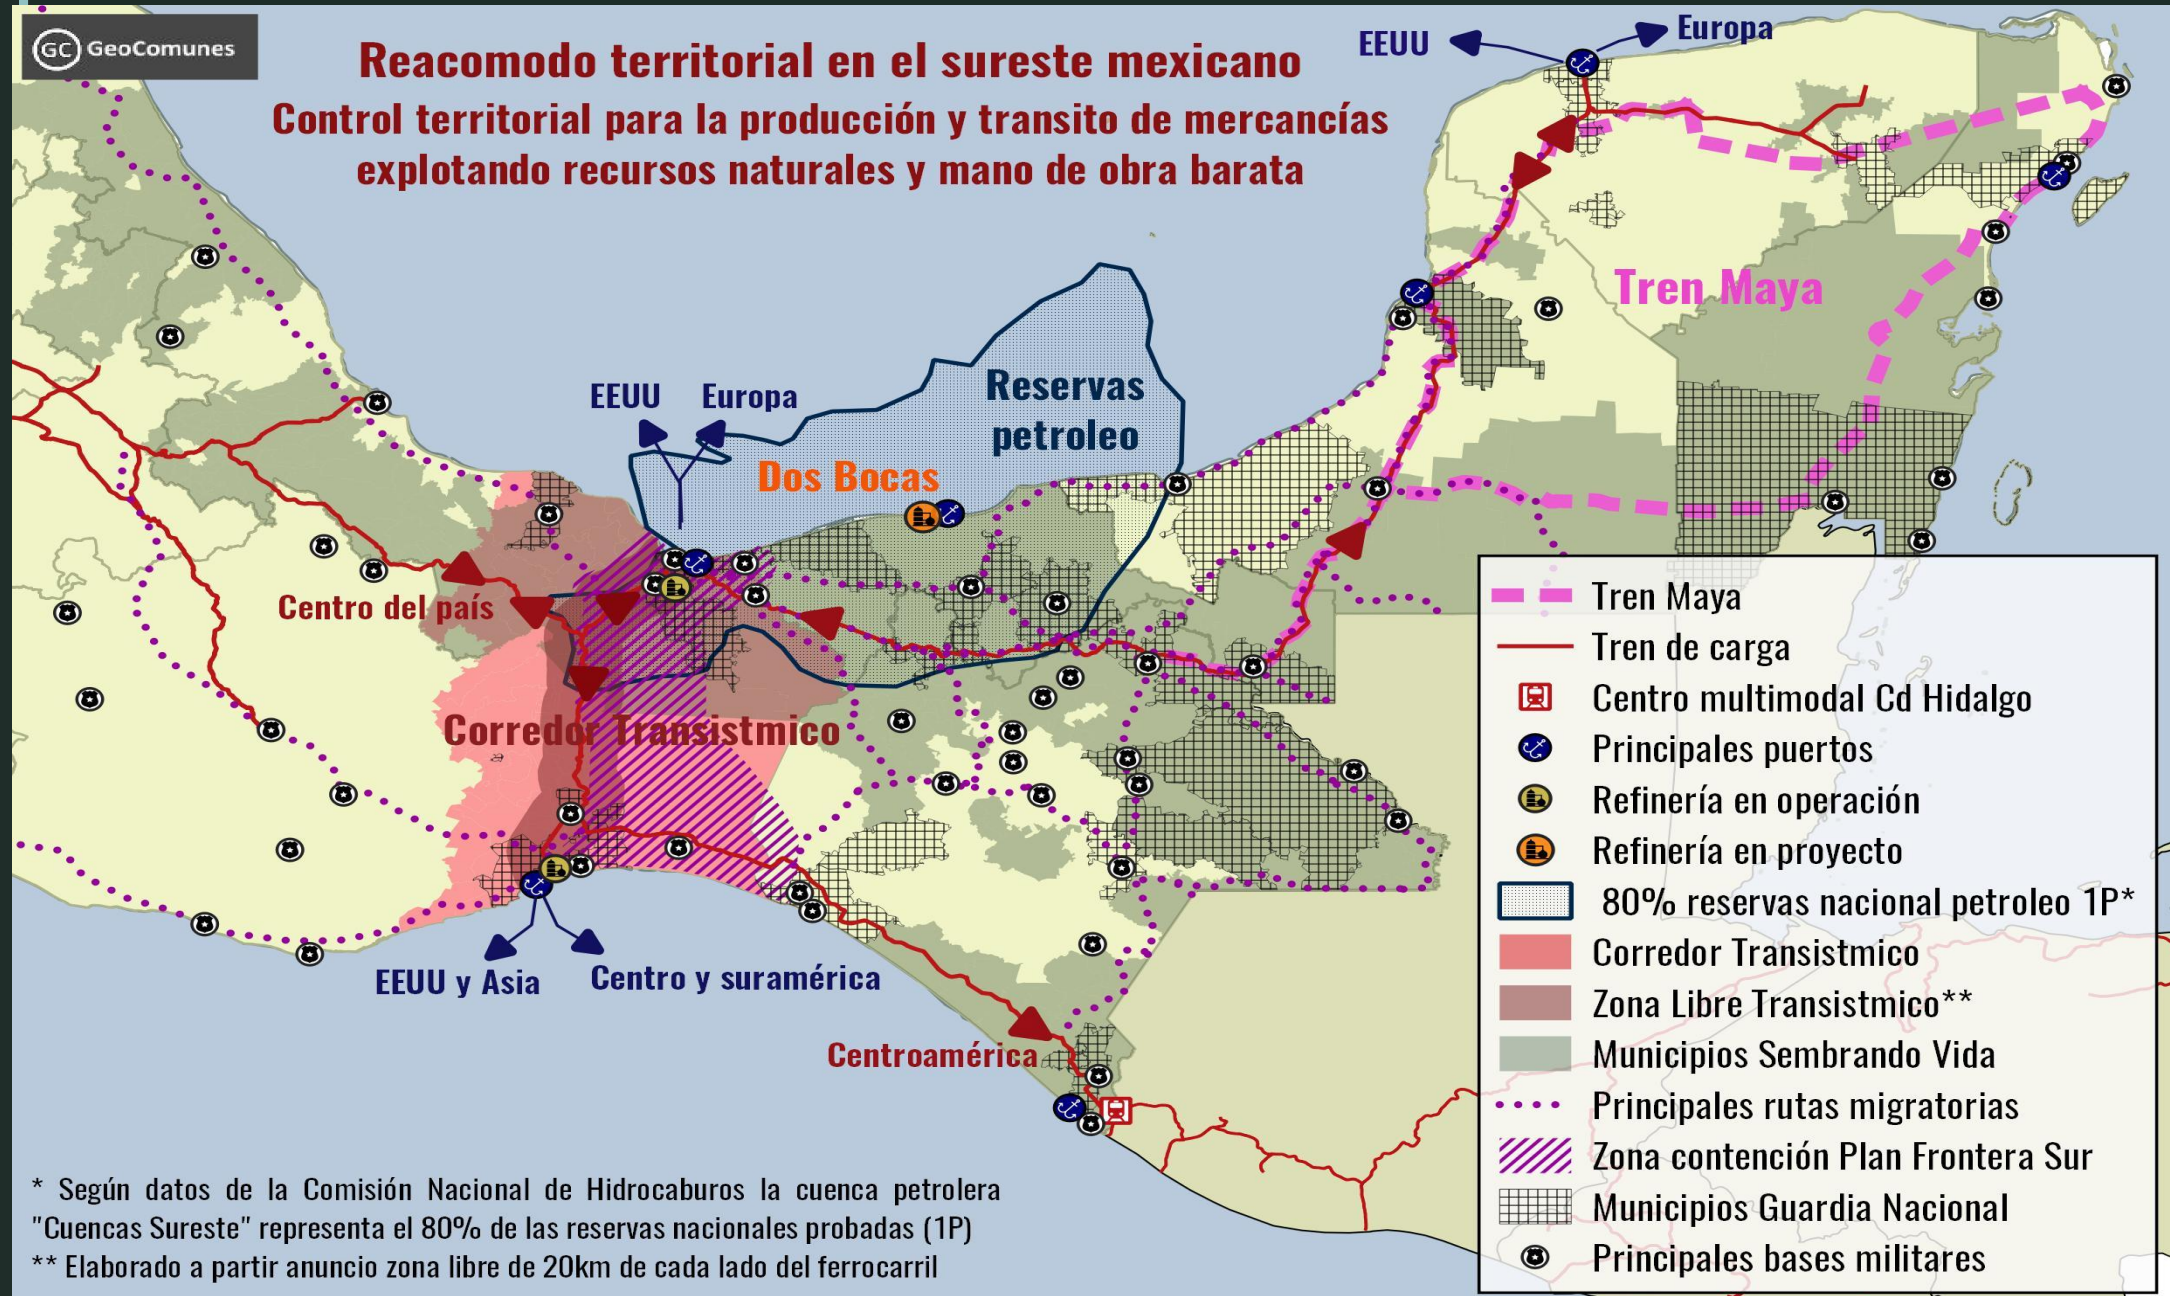 GC GeoComunes
Reacomodo territorial en el sureste mexicano
Control territorial para la producción y transito de mercancías
explotando recursos naturales y mano de obra barata
EEUU
Europa
Tren Maya
EEUU
Europa
Reservas
petroleo
Dos Bocas
Centro del país
Corredor Transistmico
EEUU y Asia
Centro y suramérica
Centroamérica
Tren Maya
Tren de carga
Centro multimodal Cd Hidalgo
Principales puertos
Refinería en operación
Refinería en proyecto
80% reservas nacional petroleo 1P*
Corredor Transistmico
Zona Libre Transistmico**
Municipios Sembrando Vida
Principales rutas migratorias
Zona contención Plan Frontera Sur
Municipios Guardia Nacional
Principales bases militares
* Según datos de la Comisión Nacional de Hidrocaburos la cuenca petrolera
"Cuencas Sureste" representa el 80% de las reservas nacionales probadas (1P)
** Elaborado a partir anuncio zona libre de 20km de cada lado del ferrocarril